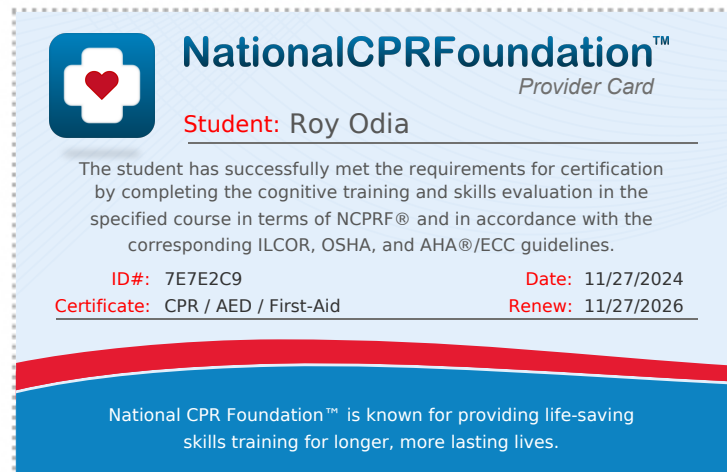 NationalCPRFoundation™
Provider Card
Student: Roy Odia
The student has successfully met the requirements for certification
by completing the cognitive training and skills evaluation in the
specified course in terms of NCPRF® and in accordance with the
corresponding ILCOR, OSHA, and AHA®/ECC guidelines.
ID#: 7E7E2C9 Date: 11/27/2024
Certificate: CPR / AED / First-Aid Renew: 11/27/2026
National CPR Foundation™ is known for providing life-saving
skills training for longer, more lasting lives.